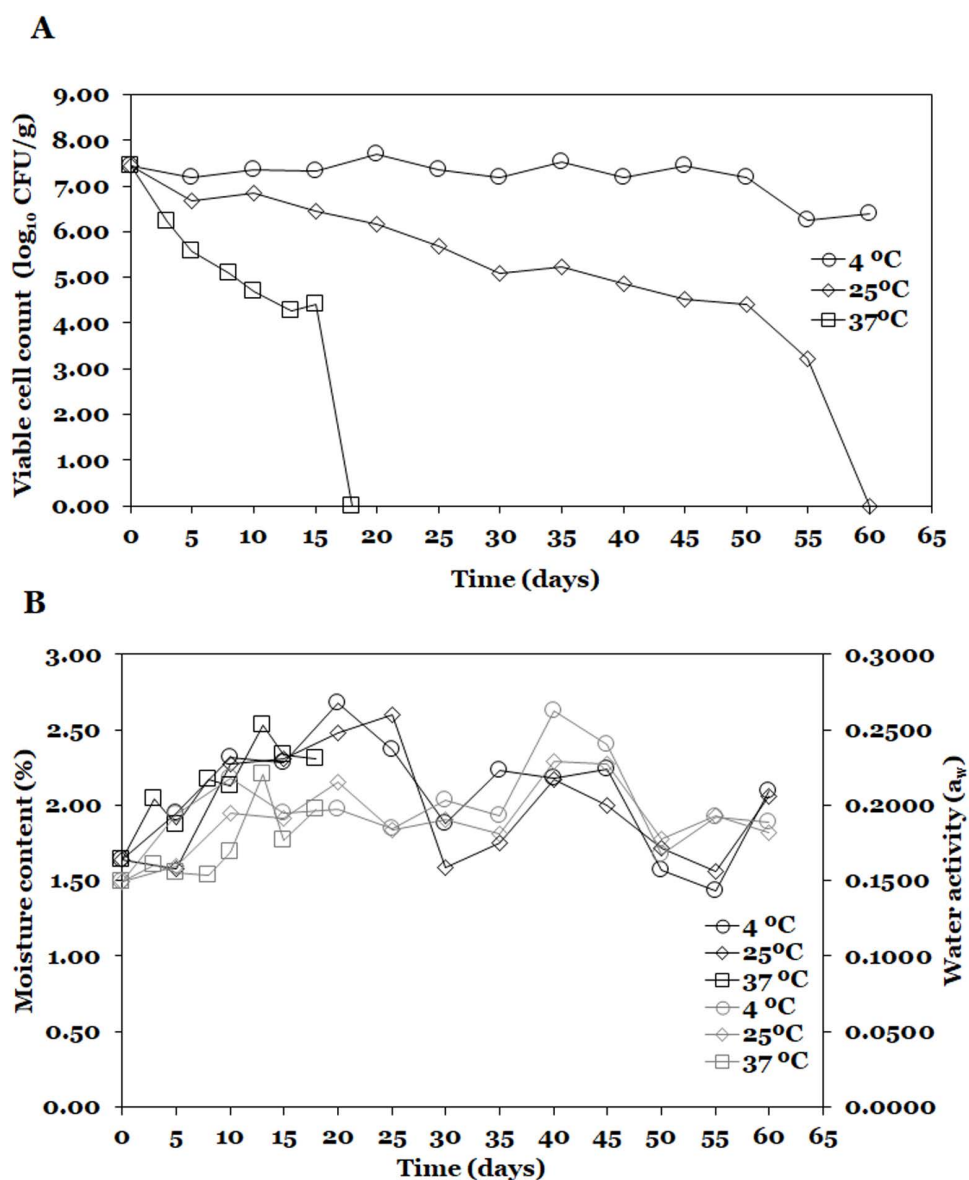 A
Viable cell count (log₁₀ CFU/g)
9.00
8.00
7.00
6.00
5.00
4.00
3.00
2.00
1.00
0.00
0 5 10 15 20 25 30 35 40 45 50 55 60 65
Time (days)
4 ºC
25ºC
37ºC
B
Moisture content (%)
3.00
2.50
2.00
1.50
1.00
0.50
0.00
0 5 10 15 20 25 30 35 40 45 50 55 60 65
Time (days)
0.3000
0.2500
0.2000
0.1500
0.1000
0.0500
0.0000
Water activity (a_w)
4 ºC
25ºC
37 ºC
4 ºC
25ºC
37 ºC